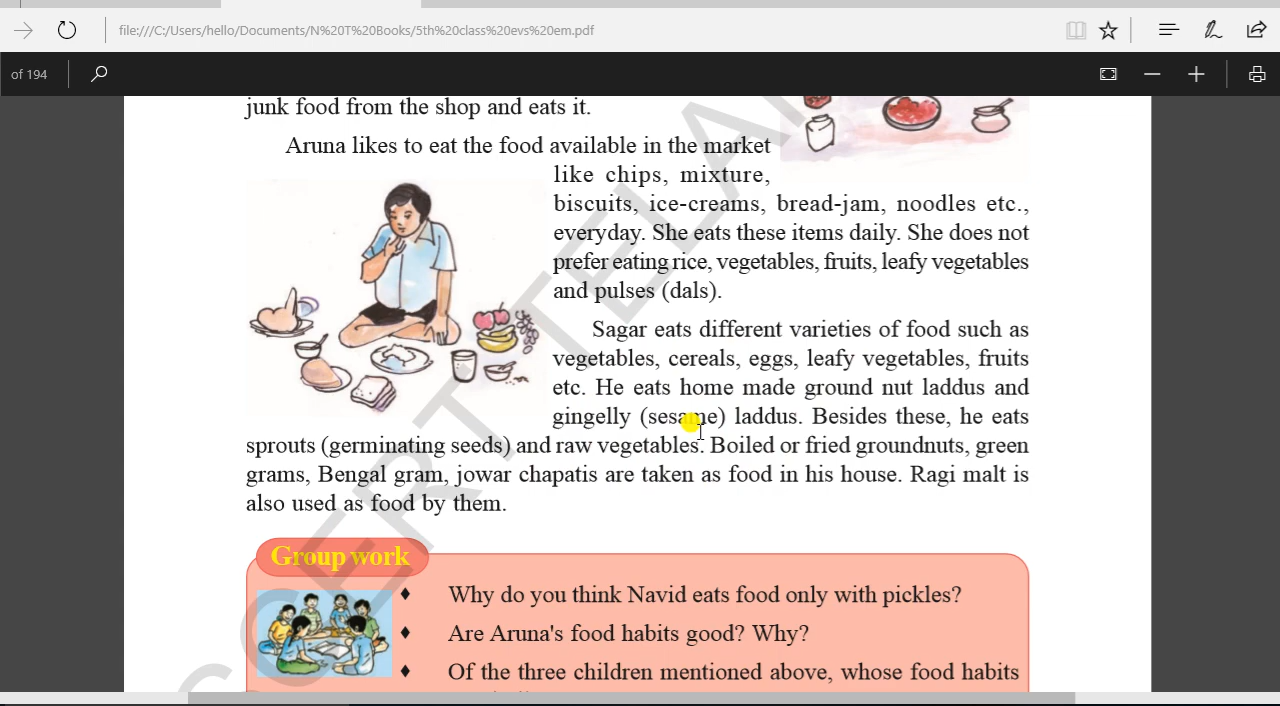 file:///C:/Users/hello/Documents/N%20T%20Books/5th%20class%20evs%20em.pdf
of 194
junk food from the shop and eats it.
Aruna likes to eat the food available in the market
like chips, mixture,
biscuits, ice-creams, bread-jam, noodles etc.,
everyday. She eats these items daily. She does not
prefer eating rice, vegetables, fruits, leafy vegetables
and pulses (dals).
Sagar eats different varieties of food such as
vegetables, cereals, eggs, leafy vegetables, fruits
etc. He eats home made ground nut laddus and
gingelly (sesame) laddus. Besides these, he eats
sprouts (germinating seeds) and raw vegetables. Boiled or fried groundnuts, green
grams, Bengal gram, jowar chapatis are taken as food in his house. Ragi malt is
also used as food by them.
Group work
♦ Why do you think Navid eats food only with pickles?
♦ Are Aruna's food habits good? Why?
♦ Of the three children mentioned above, whose food habits
SCERT TELAN